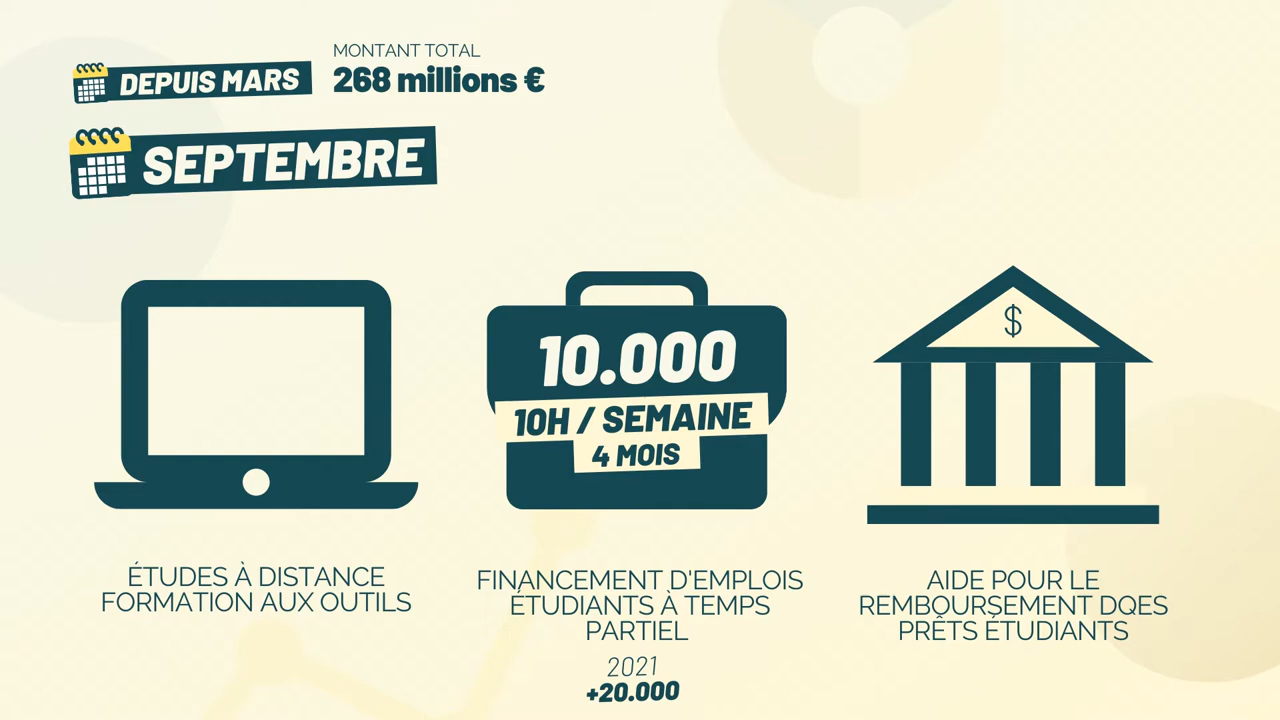 DEPUIS MARS
MONTANT TOTAL
268 millions €
SEPTEMBRE
10.000
10H / SEMAINE
4 MOIS
$
ÉTUDES À DISTANCE
FORMATION AUX OUTILS
FINANCEMENT D'EMPLOIS
ÉTUDIANTS À TEMPS
PARTIEL
2021
+20.000
AIDE POUR LE
REMBOURSEMENT DQES
PRÊTS ÉTUDIANTS